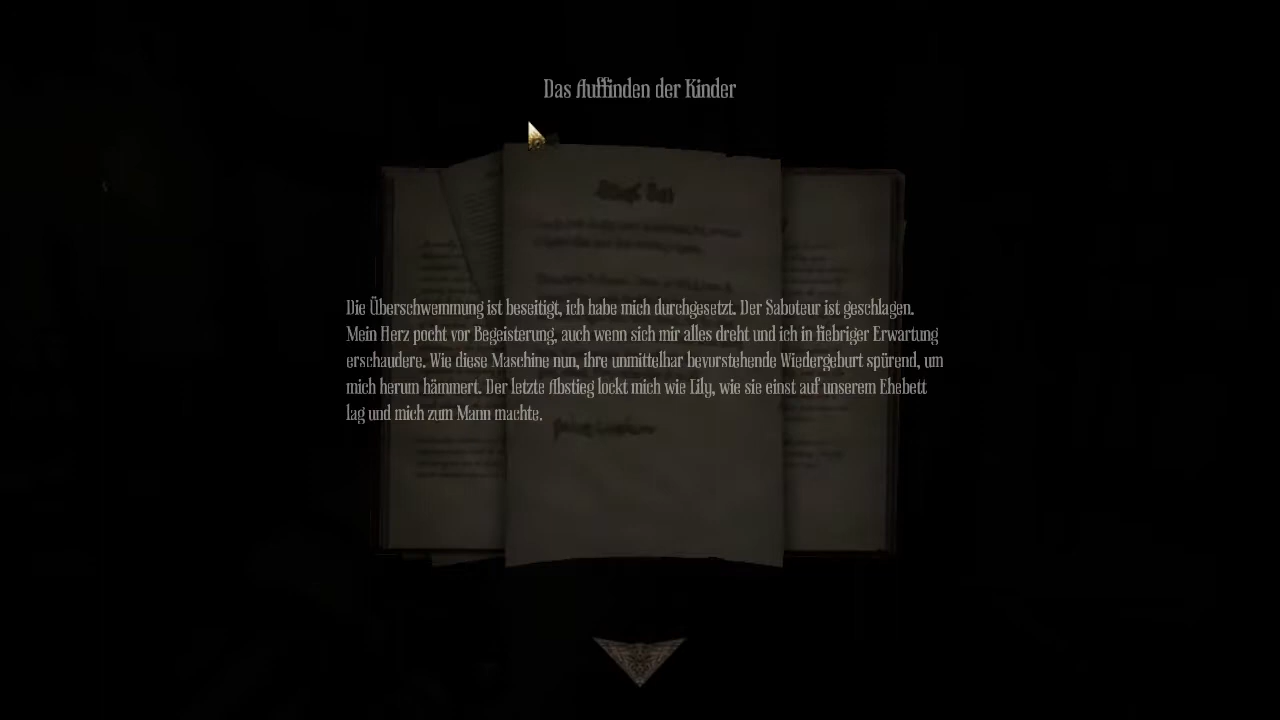 Das Auffinden der Kinder
Die Überschwemmung ist beseitigt, ich habe mich durchgesetzt. Der Saboteur ist geschlagen.
Mein Herz pocht vor Begeisterung, auch wenn sich mir alles dreht und ich in fiebriger Erwartung
erschaudere. Wie diese Maschine nun, ihre unmittelbar bevorstehende Wiedergeburt spürend, um
mich herum hämmert. Der letzte Abstieg lockt mich wie Lily, wie sie einst auf unserem Ehebett
lag und mich zum Mann machte.